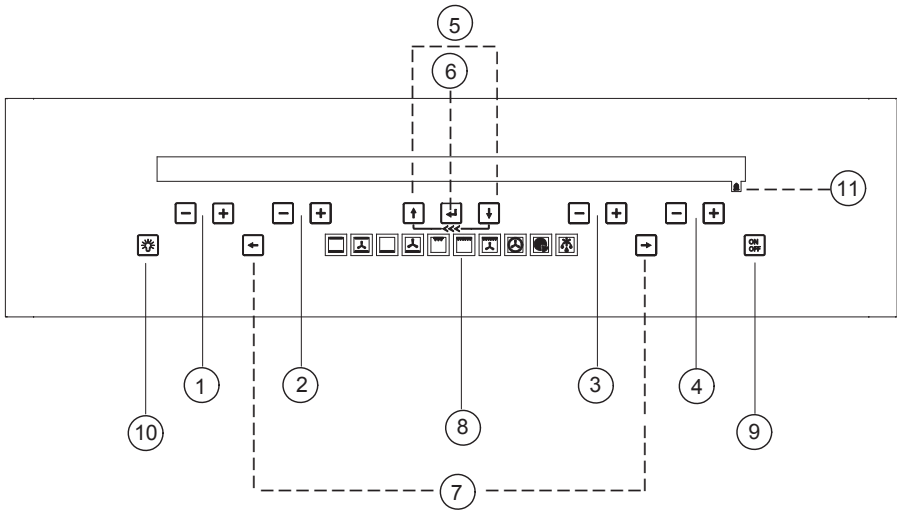 5
6
11
− + − + ↑ ↵ ↓ − + − +
<<<
← → ON
OFF
1 2 3 4
10 8 9
7